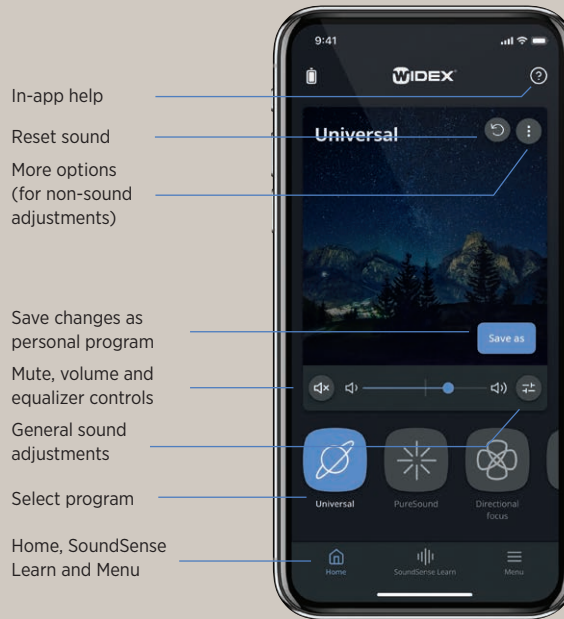 9:41
WIDEX
In-app help
Reset sound
Universal
More options
(for non-sound
adjustments)
Save changes as
personal program
Save as
Mute, volume and
equalizer controls
General sound
adjustments
Select program
Universal
PureSound
Directional
focus
Home, SoundSense
Learn and Menu
Home
SoundSense Learn
Menu